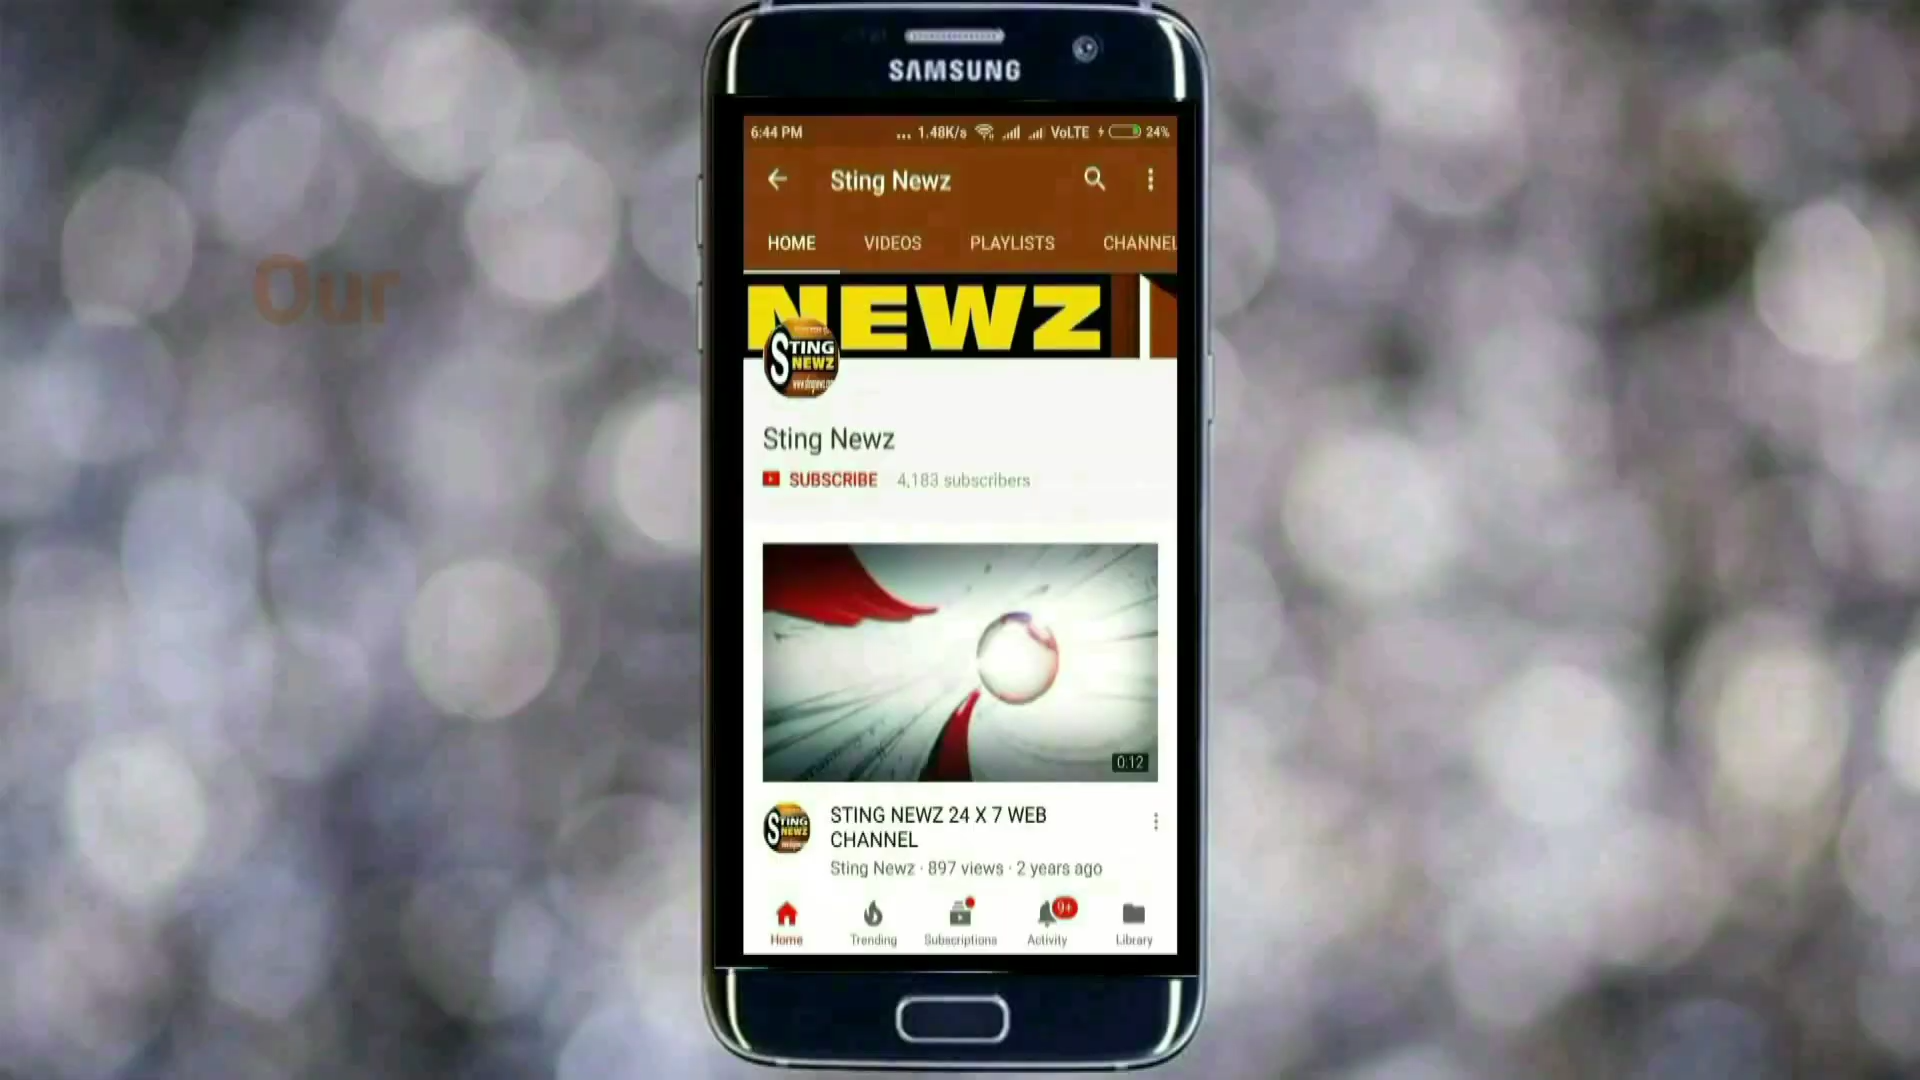 SAMSUNG
6:44 PM ... 1.48K/s VoLTE 24%
Sting Newz
HOME VIDEOS PLAYLISTS CHANNEL
Our
NEWZ
STING
NEWZ
Sting Newz
SUBSCRIBE 4,183 subscribers
0:12
STING NEWZ 24 X 7 WEB
CHANNEL
STING
NEWZ
Sting Newz · 897 views · 2 years ago
9+
Home Trending Subscriptions Activity Library